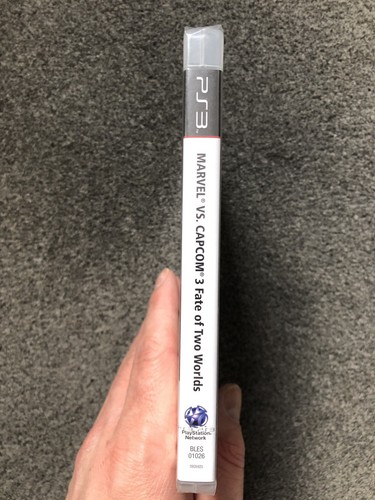 PS3
MARVEL® VS. CAPCOM® 3 Fate of Two Worlds
PlayStation
Network
BLES
01026